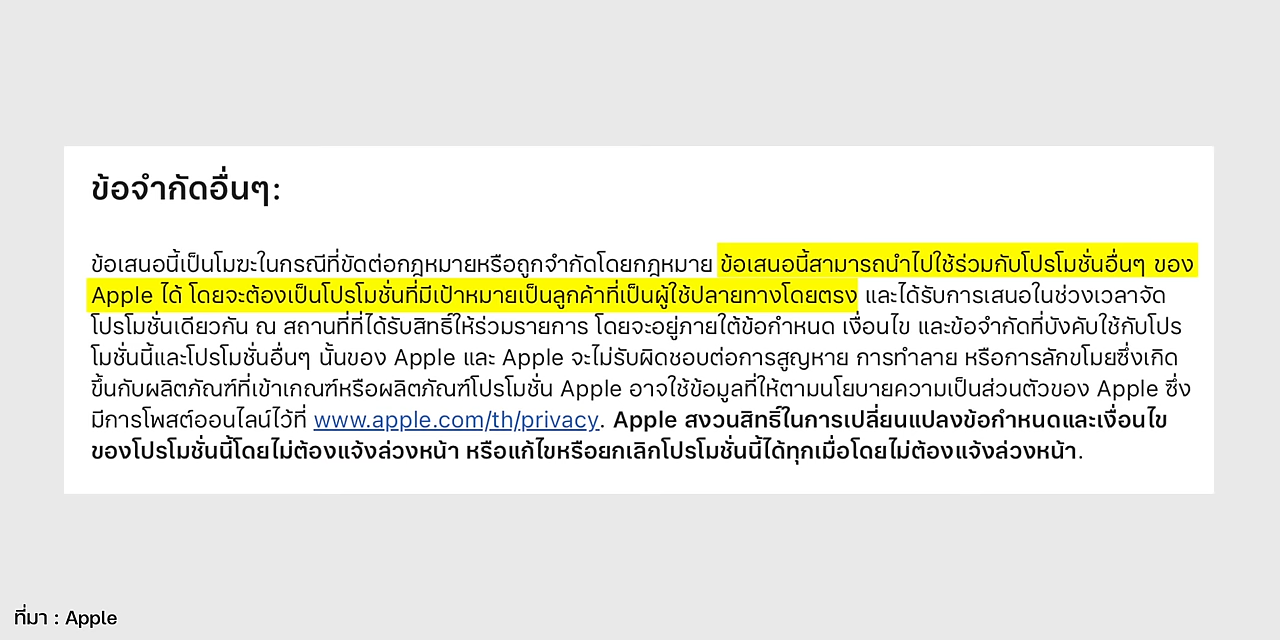 ข้อจำกัดอื่นๆ:
ข้อเสนอนี้เป็นโมฆะในกรณีที่ขัดต่อกฎหมายหรือถูกจำกัดโดยกฎหมาย ข้อเสนอนี้สามารถนำไปใช้ร่วมกับโปรโมชั่นอื่นๆ ของ
Apple ได้ โดยจะต้องเป็นโปรโมชั่นที่มีเป้าหมายเป็นลูกค้าที่เป็นผู้ใช้ปลายทางโดยตรง และได้รับการเสนอในช่วงเวลาจัด
โปรโมชั่นเดียวกัน ณ สถานที่ที่ได้รับสิทธิ์ให้ร่วมรายการ โดยจะอยู่ภายใต้ข้อกำหนด เงื่อนไข และข้อจำกัดที่บังคับใช้กับโปร
โมชั่นนี้และโปรโมชั่นอื่นๆ นั้นของ Apple และ Apple จะไม่รับผิดชอบต่อการสูญหาย การทำลาย หรือการลักขโมยซึ่งเกิด
ขึ้นกับผลิตภัณฑ์ที่เข้าเกณฑ์หรือผลิตภัณฑ์โปรโมชั่น Apple อาจใช้ข้อมูลที่ให้ตามนโยบายความเป็นส่วนตัวของ Apple ซึ่ง
มีการโพสต์ออนไลน์ไว้ที่ www.apple.com/th/privacy. Apple สงวนสิทธิ์ในการเปลี่ยนแปลงข้อกำหนดและเงื่อนไข
ของโปรโมชั่นนี้โดยไม่ต้องแจ้งล่วงหน้า หรือแก้ไขหรือยกเลิกโปรโมชั่นนี้ได้ทุกเมื่อโดยไม่ต้องแจ้งล่วงหน้า.
ที่มา : Apple